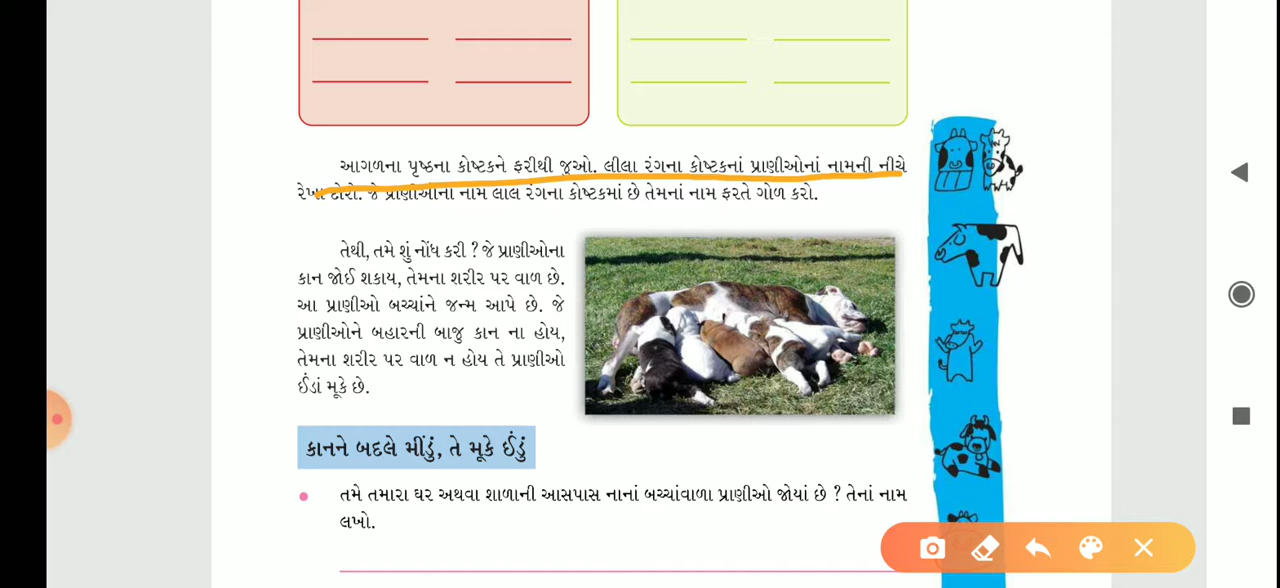 આગળના પૃષ્ઠના કોષ્ટકને ફરીથી જુઓ. લીલા રંગના કોષ્ટકનાં પ્રાણીઓનાં નામની નીચે
રેખા દોરો. જે પ્રાણીઓના નામ લાલ રંગના કોષ્ટકમાં છે તેમનાં નામ ફરતે ગોળ કરો.
તેથી, તમે શું નોંધ કરી ? જે પ્રાણીઓના
કાન જોઈ શકાય, તેમના શરીર પર વાળ છે.
આ પ્રાણીઓ બચ્ચાંને જન્મ આપે છે. જે
પ્રાણીઓને બહારની બાજુ કાન ના હોય,
તેમના શરીર પર વાળ ન હોય તે પ્રાણીઓ
ઈંડાં મૂકે છે.
કાનને બદલે મીંડું, તે મૂકે ઈંડું
તમે તમારા ઘર અથવા શાળાની આસપાસ નાનાં બચ્ચાંવાળા પ્રાણીઓ જોયાં છે ? તેનાં નામ
લખો.